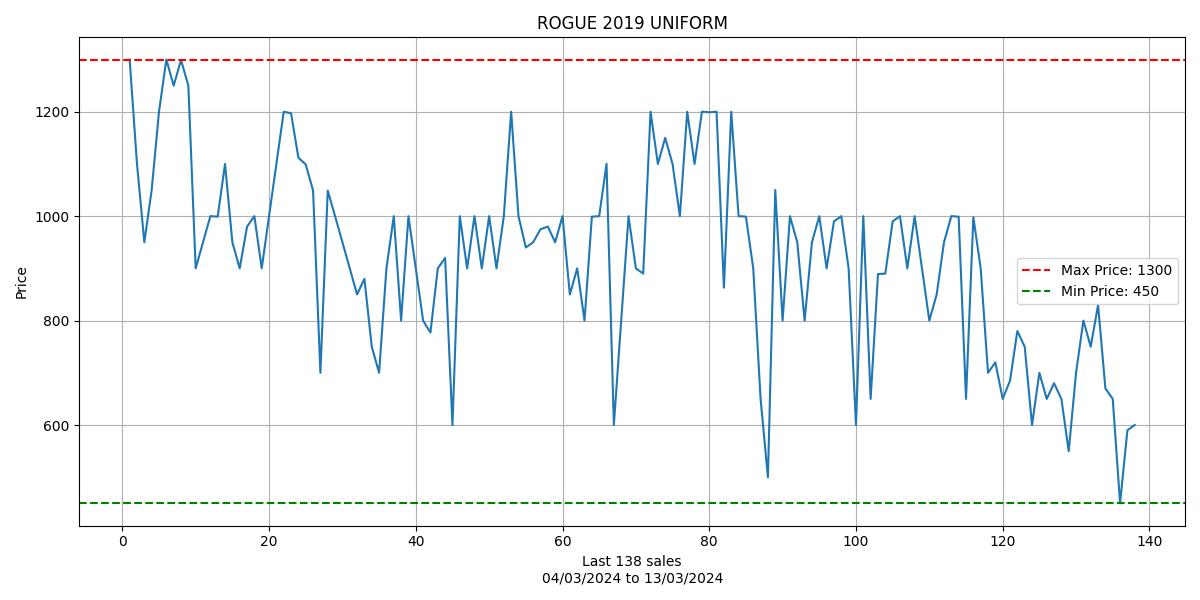 ROGUE 2019 UNIFORM
Price
1200
1000
800
600
Max Price: 1300
Min Price: 450
0 20 40 60 80 100 120 140
Last 138 sales
04/03/2024 to 13/03/2024